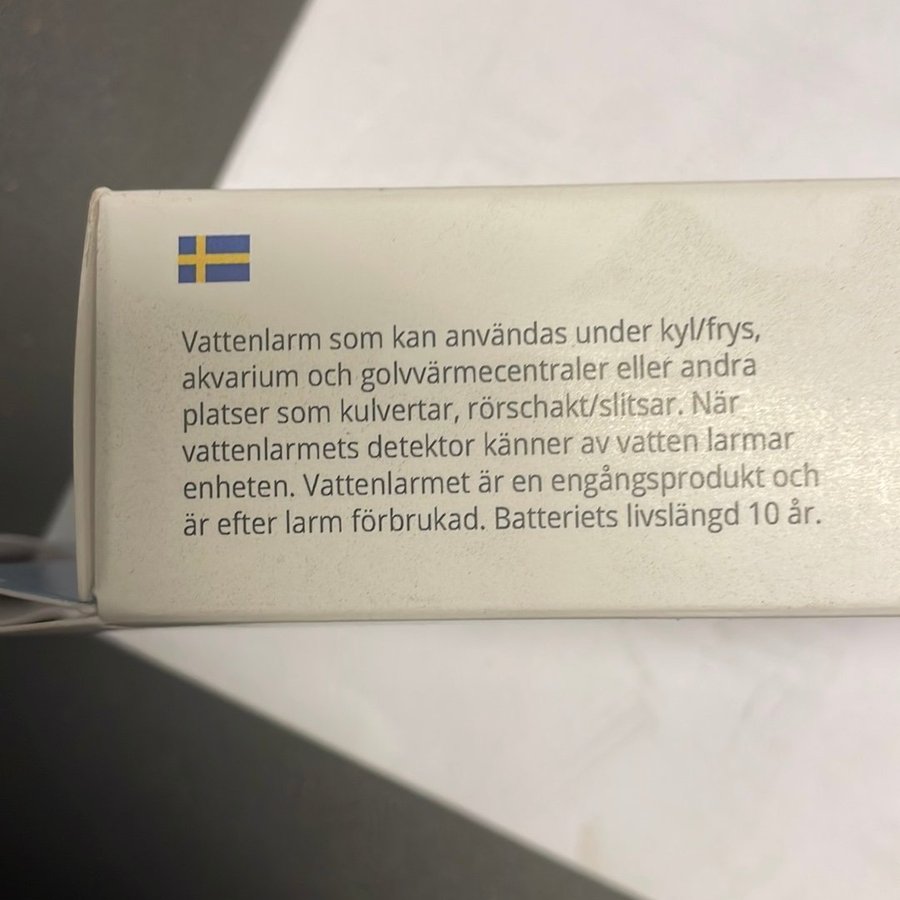 Vattenlarm som kan användas under kyl/frys,
akvarium och golvvärmecentraler eller andra
platser som kulvertar, rörschakt/slitsar. När
vattenlarmets detektor känner av vatten larmar
enheten. Vattenlarmet är en engångsprodukt och
är efter larm förbrukad. Batteriets livslängd 10 år.